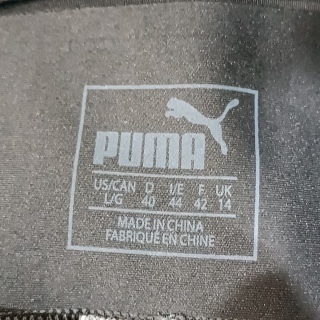 PUMA
US/CAN D I/E F UK
L/G 40 44 42 14
MADE IN CHINA
FABRIQUÉ EN CHINE